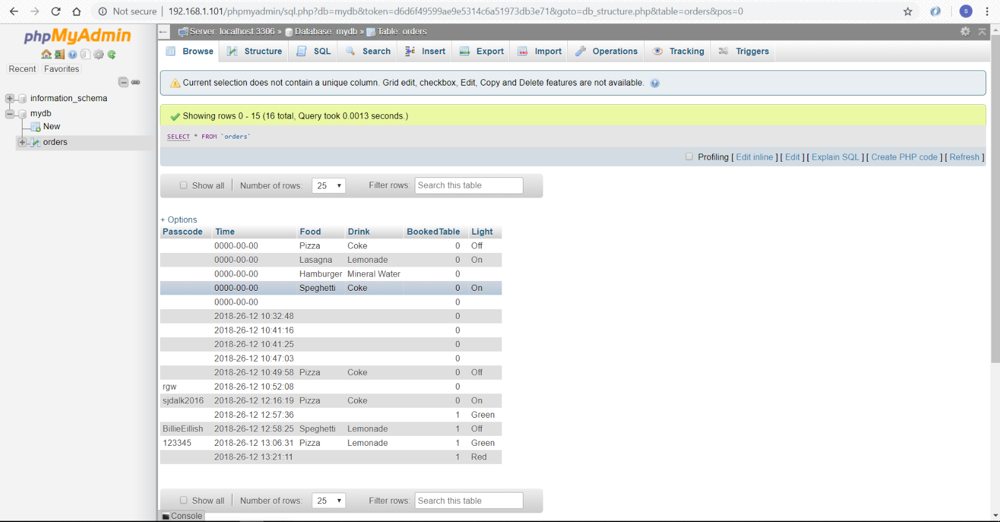 Not secure | 192.168.1.101/phpmyadmin/sql.php?db=mydb&token=d6d6f49599ae9e5314c6a51973db3e71&goto=db_structure.php&table=orders&pos=0
S
phpMyAdmin
Recent Favorites
information_schema
mydb
New
orders
Server: localhost:3306 » Database: mydb » Table: orders
Browse Structure SQL Search Insert Export Import Operations Tracking Triggers
Current selection does not contain a unique column. Grid edit, checkbox, Edit, Copy and Delete features are not available.
Showing rows 0 - 15 (16 total, Query took 0.0013 seconds.)
SELECT * FROM `orders`
Profiling [ Edit inline ] [ Edit ] [ Explain SQL ] [ Create PHP code ] [ Refresh ]
Show all | Number of rows: 25 Filter rows: Search this table
+ Options
Passcode Time Food Drink BookedTable Light
0000-00-00 Pizza Coke 0 Off
0000-00-00 Lasagna Lemonade 0 On
0000-00-00 Hamburger Mineral Water 0
0000-00-00 Speghetti Coke 0 On
0000-00-00 0
2018-26-12 10:32:48 0
2018-26-12 10:41:16 0
2018-26-12 10:41:25 0
2018-26-12 10:47:03 0
2018-26-12 10:49:58 Pizza Coke 0 Off
rgw 2018-26-12 10:52:08 0
sjdalk2016 2018-26-12 12:16:19 Pizza Coke 0 On
2018-26-12 12:57:36 1 Green
BillieEillish 2018-26-12 12:58:25 Speghetti Lemonade 1 Off
123345 2018-26-12 13:06:31 Pizza Lemonade 1 Green
2018-26-12 13:21:11 1 Red
Show all | Number of rows: 25 Filter rows: Search this table
Console